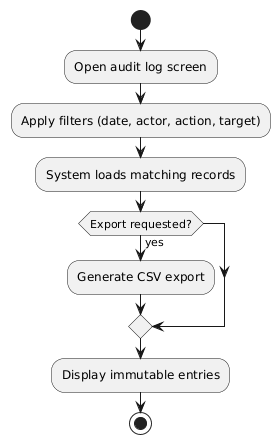 Open audit log screen
Apply filters (date, actor, action, target)
System loads matching records
Export requested?
yes
Generate CSV export
Display immutable entries